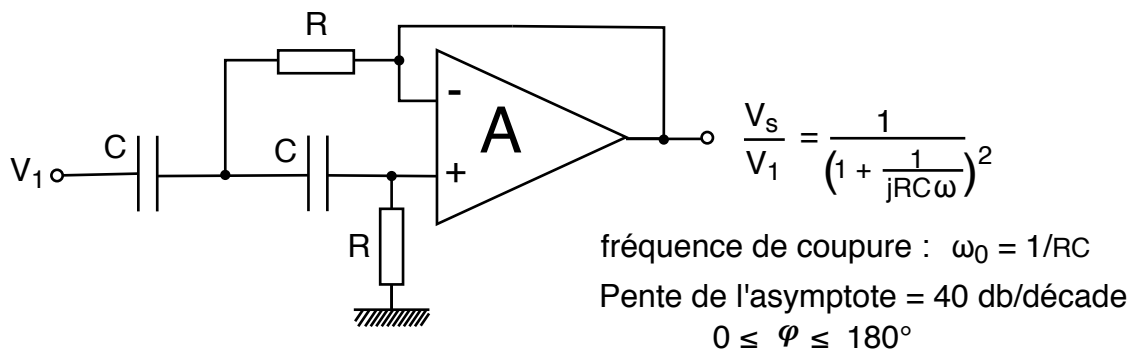 R
-
A
C
C
V₁
+
R
Vₛ/V₁ = 1/(1 + 1/jRCω)²
fréquence de coupure : ω₀ = 1/RC
Pente de l'asymptote = 40 db/décade
0 ≤ φ ≤ 180°